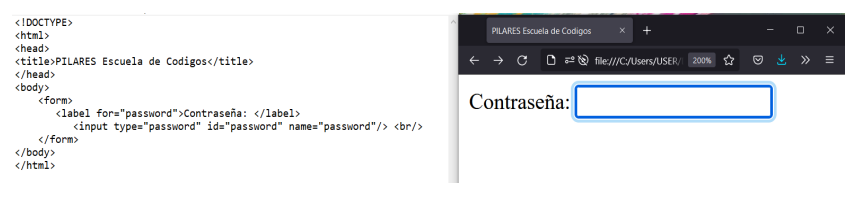 <!DOCTYPE>
<html>
<head>
<title>PILARES Escuela de Codigos</title>
</head>
<body>
<form>
<label for="password">Contraseña: </label>
<input type="password" id="password" name="password"/> <br/>
</form>
</body>
</html>
PILARES Escuela de Codigos
file:///C:/Users/USER/
200%
Contraseña: